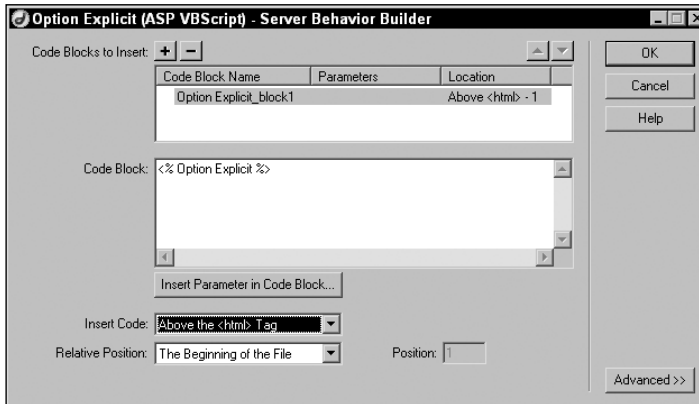 Option Explicit (ASP VBScript) - Server Behavior Builder
Code Blocks to Insert: + −
Code Block Name Parameters Location
Option Explicit_block1 Above <html> - 1
Code Block: <% Option Explicit %>
Insert Parameter in Code Block...
Insert Code: Above the <html> Tag
Relative Position: The Beginning of the File Position: 1
OK
Cancel
Help
Advanced >>